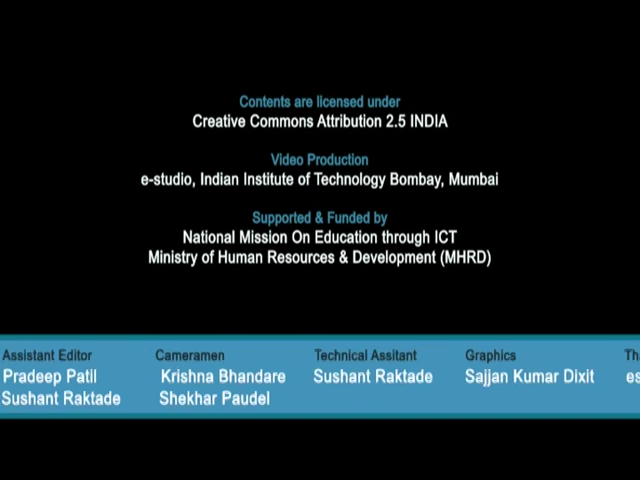 Contents are licensed under
Creative Commons Attribution 2.5 INDIA
Video Production
e-studio, Indian Institute of Technology Bombay, Mumbai
Supported & Funded by
National Mission On Education through ICT
Ministry of Human Resources & Development (MHRD)
Assistant Editor
Pradeep Patil
Sushant Raktade
Cameramen
Krishna Bhandare
Shekhar Paudel
Technical Assitant
Sushant Raktade
Graphics
Sajjan Kumar Dixit